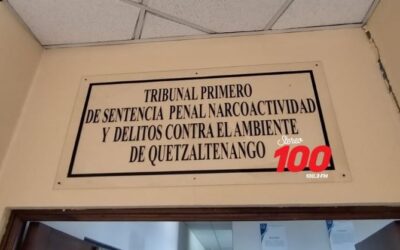 TRIBUNAL PRIMERO
DE SENTENCIA PENAL NARCOACTIVIDAD
Y DELITOS CONTRA EL AMBIENTE
DE QUETZALTENANGO
Stereo
100